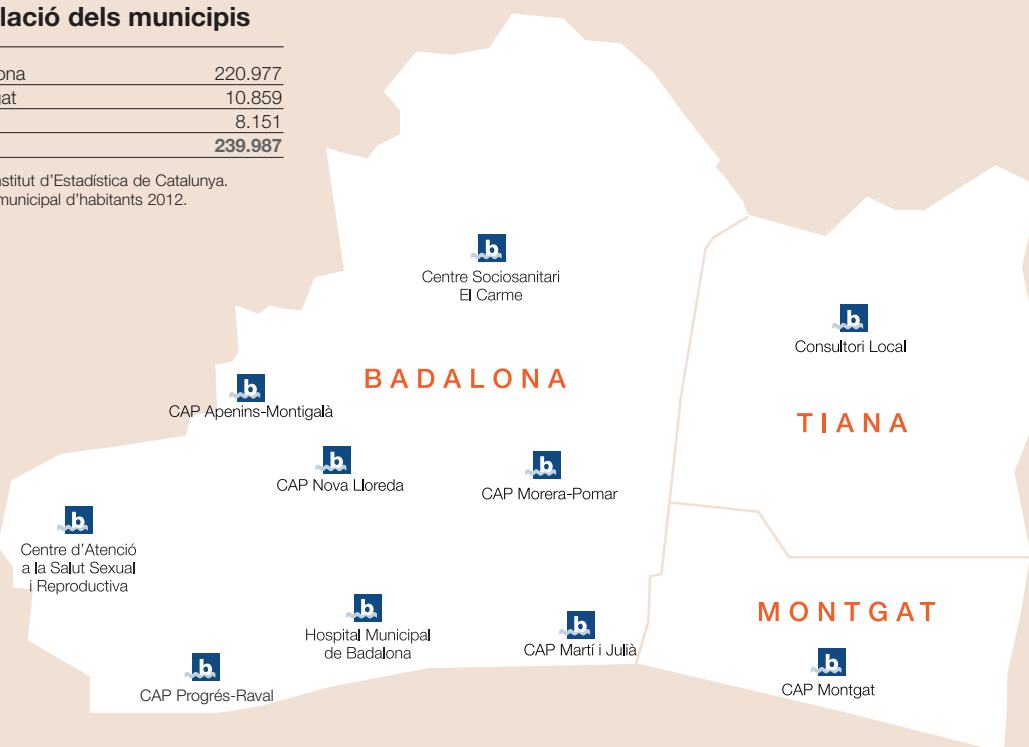 lació dels municipis
ona 220.977
gat 10.859
8.151
239.987
nstitut d'Estadística de Catalunya.
municipal d'habitants 2012.
b
Centre Sociosanitari
El Carme
b
Consultori Local
BADALONA
b
CAP Apenins-Montigalà
TIANA
b
CAP Nova Lloreda
b
CAP Morera-Pomar
b
Centre d'Atenció
a la Salut Sexual
i Reproductiva
b
Hospital Municipal
de Badalona
b
CAP Martí i Julià
MONTGAT
b
CAP Progrés-Raval
b
CAP Montgat